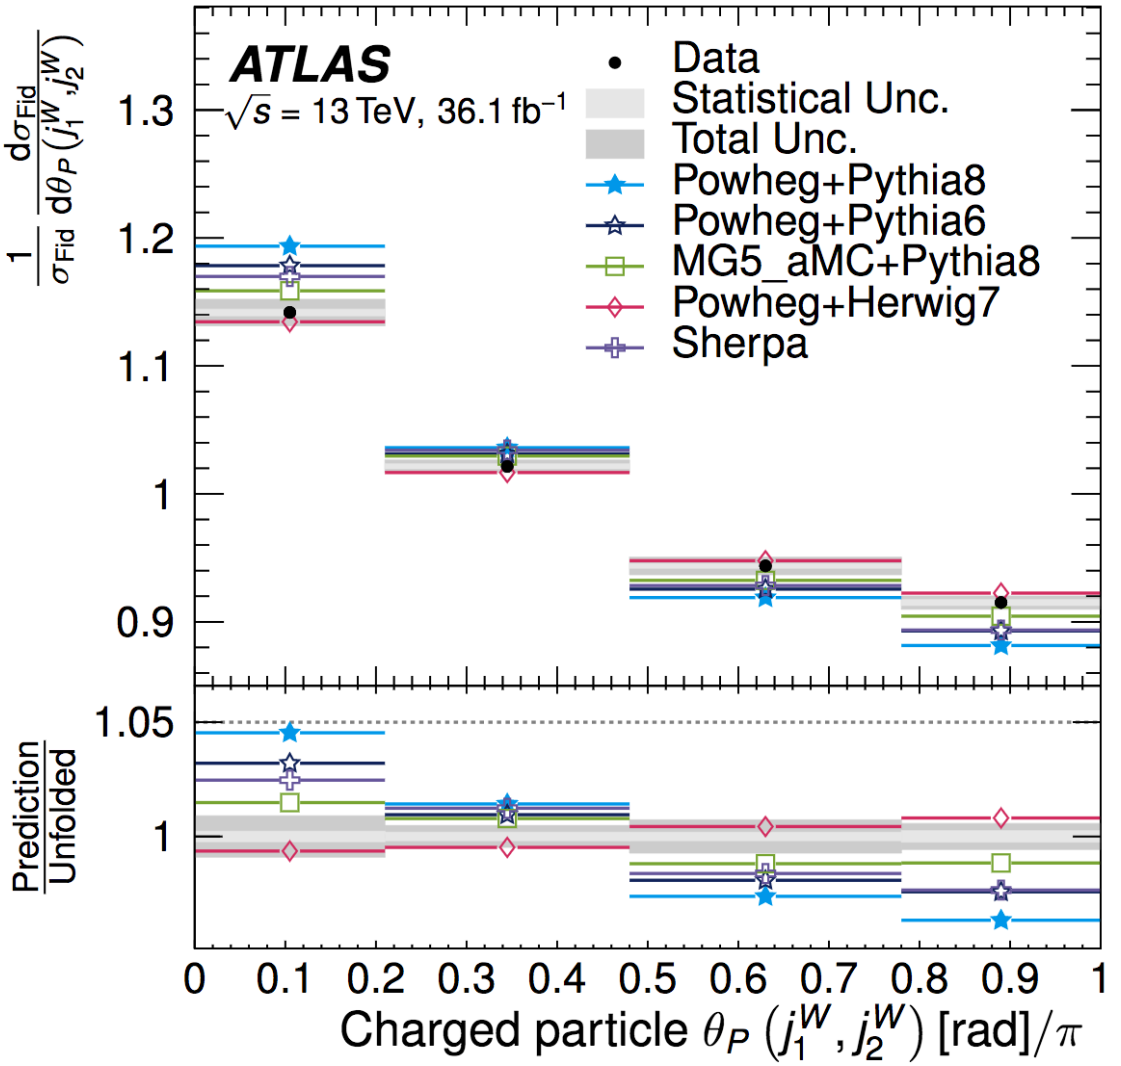 1 dσ_Fid
σ_Fid dθ_P (j_1^W, j_2^W)
ATLAS
√s = 13 TeV, 36.1 fb⁻¹
Data
Statistical Unc.
Total Unc.
Powheg+Pythia8
Powheg+Pythia6
MG5_aMC+Pythia8
Powheg+Herwig7
Sherpa
1.3
1.2
1.1
1
0.9
Prediction
Unfolded
1.05
1
0 0.1 0.2 0.3 0.4 0.5 0.6 0.7 0.8 0.9 1
Charged particle θ_P (j_1^W, j_2^W) [rad]/π